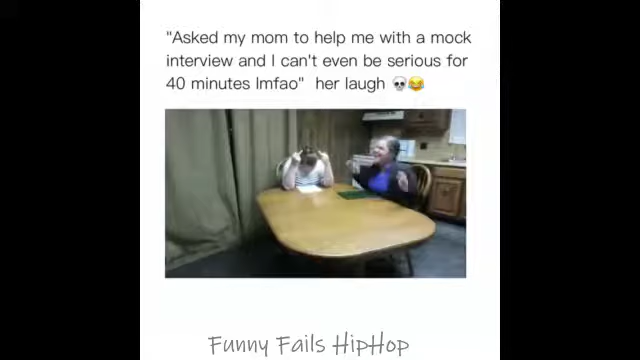 "Asked my mom to help me with a mock
interview and I can't even be serious for
40 minutes lmfao" her laugh 💀😂
Funny Fails HipHop